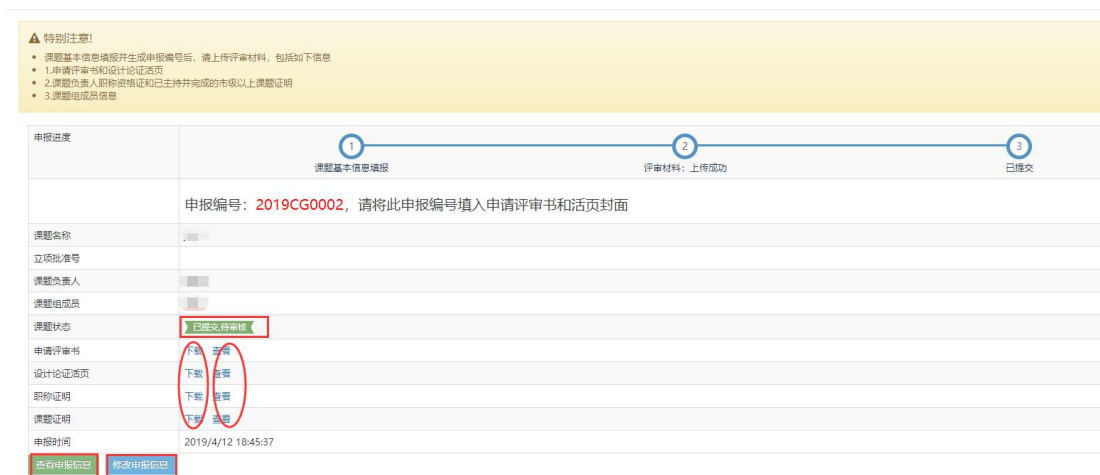 特别注意!
课题基本信息填报并生成申报编号后，请上传评审材料，包括如下信息
1.申请评审书和设计论证活页
2.课题负责人职称资格证和已主持并完成的市级以上课题证明
3.课题组成员信息
申报进度
1 2 3
课题基本信息填报 评审材料：上传成功 已提交
申报编号：2019CG0002，请将此申报编号填入申请评审书和活页封面
课题名称
立项批准号
课题负责人
课题组成员
课题状态 已提交,待审核
申请评审书 下载 查看
设计论证活页 下载 查看
职称证明 下载 查看
课题证明 下载 查看
申报时间 2019/4/12 18:45:37
查看申报信息 修改申报信息